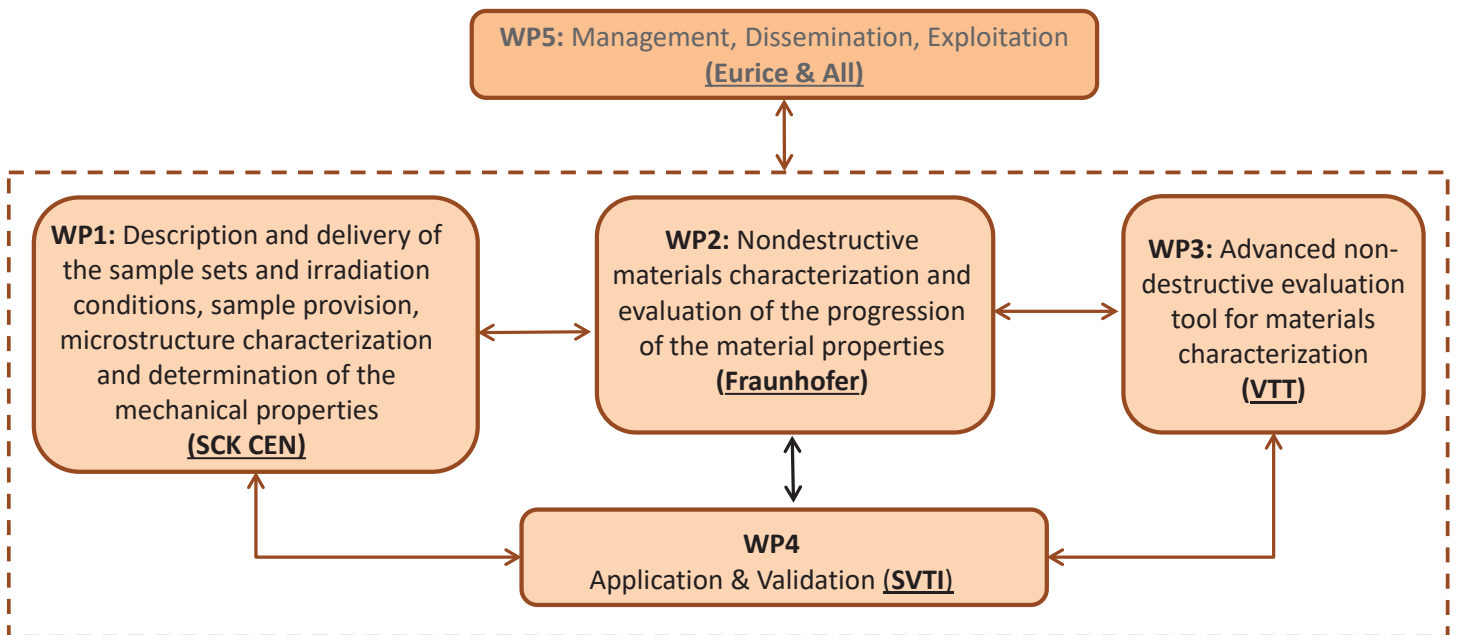 WP5: Management, Dissemination, Exploitation
(Eurice & All)
WP1: Description and delivery of
the sample sets and irradiation
conditions, sample provision,
microstructure characterization
and determination of the
mechanical properties
(SCK CEN)
WP2: Nondestructive
materials characterization and
evaluation of the progression
of the material properties
(Fraunhofer)
WP3: Advanced non-
destructive evaluation
tool for materials
characterization
(VTT)
WP4
Application & Validation (SVTI)